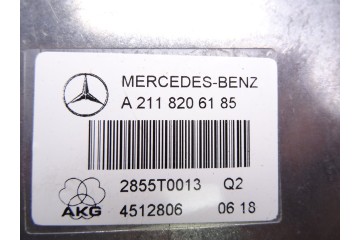 MERCEDES-BENZ
A 211 820 61 85
2855T0013 Q2
AKG 4512806 06 18